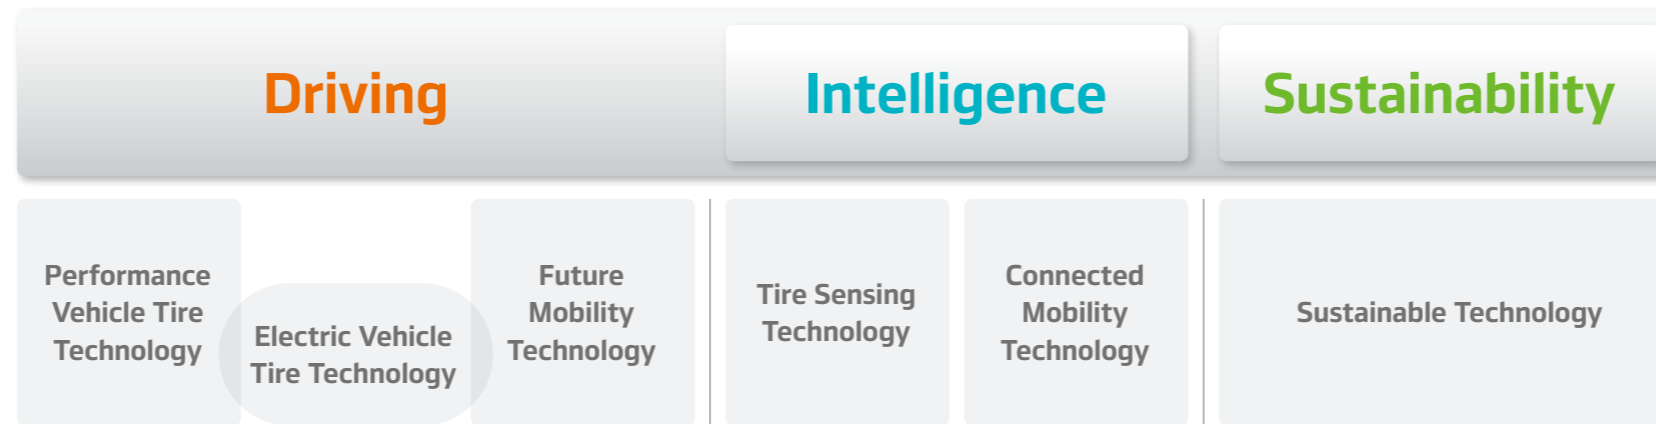 Driving
Intelligence
Sustainability
Performance
Vehicle Tire
Technology
Electric Vehicle
Tire Technology
Future
Mobility
Technology
Tire Sensing
Technology
Connected
Mobility
Technology
Sustainable Technology